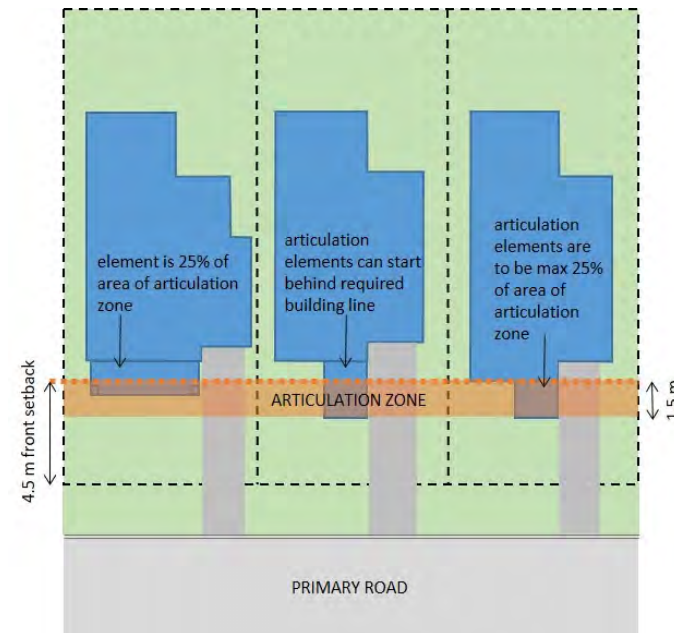 element is 25% of
area of articulation
zone
articulation
elements can start
behind required
building line
articulation
elements are
to be max 25%
of area of
articulation
zone
4.5 m front setback
ARTICULATION ZONE
1.5 m
PRIMARY ROAD